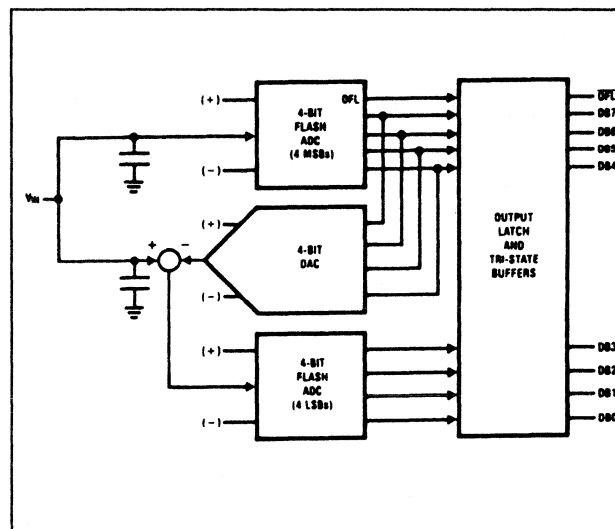 (+)
4-BIT
FLASH
ADC
(4 MSBs)
OFL
(-)
VIN
+
-
(+)
4-BIT
DAC
(-)
(+)
4-BIT
FLASH
ADC
(4 LSBs)
(-)
OUTPUT
LATCH
AND
TRI-STATE
BUFFERS
OFL
DB7
DB6
DB5
DB4
DB3
DB2
DB1
DB0